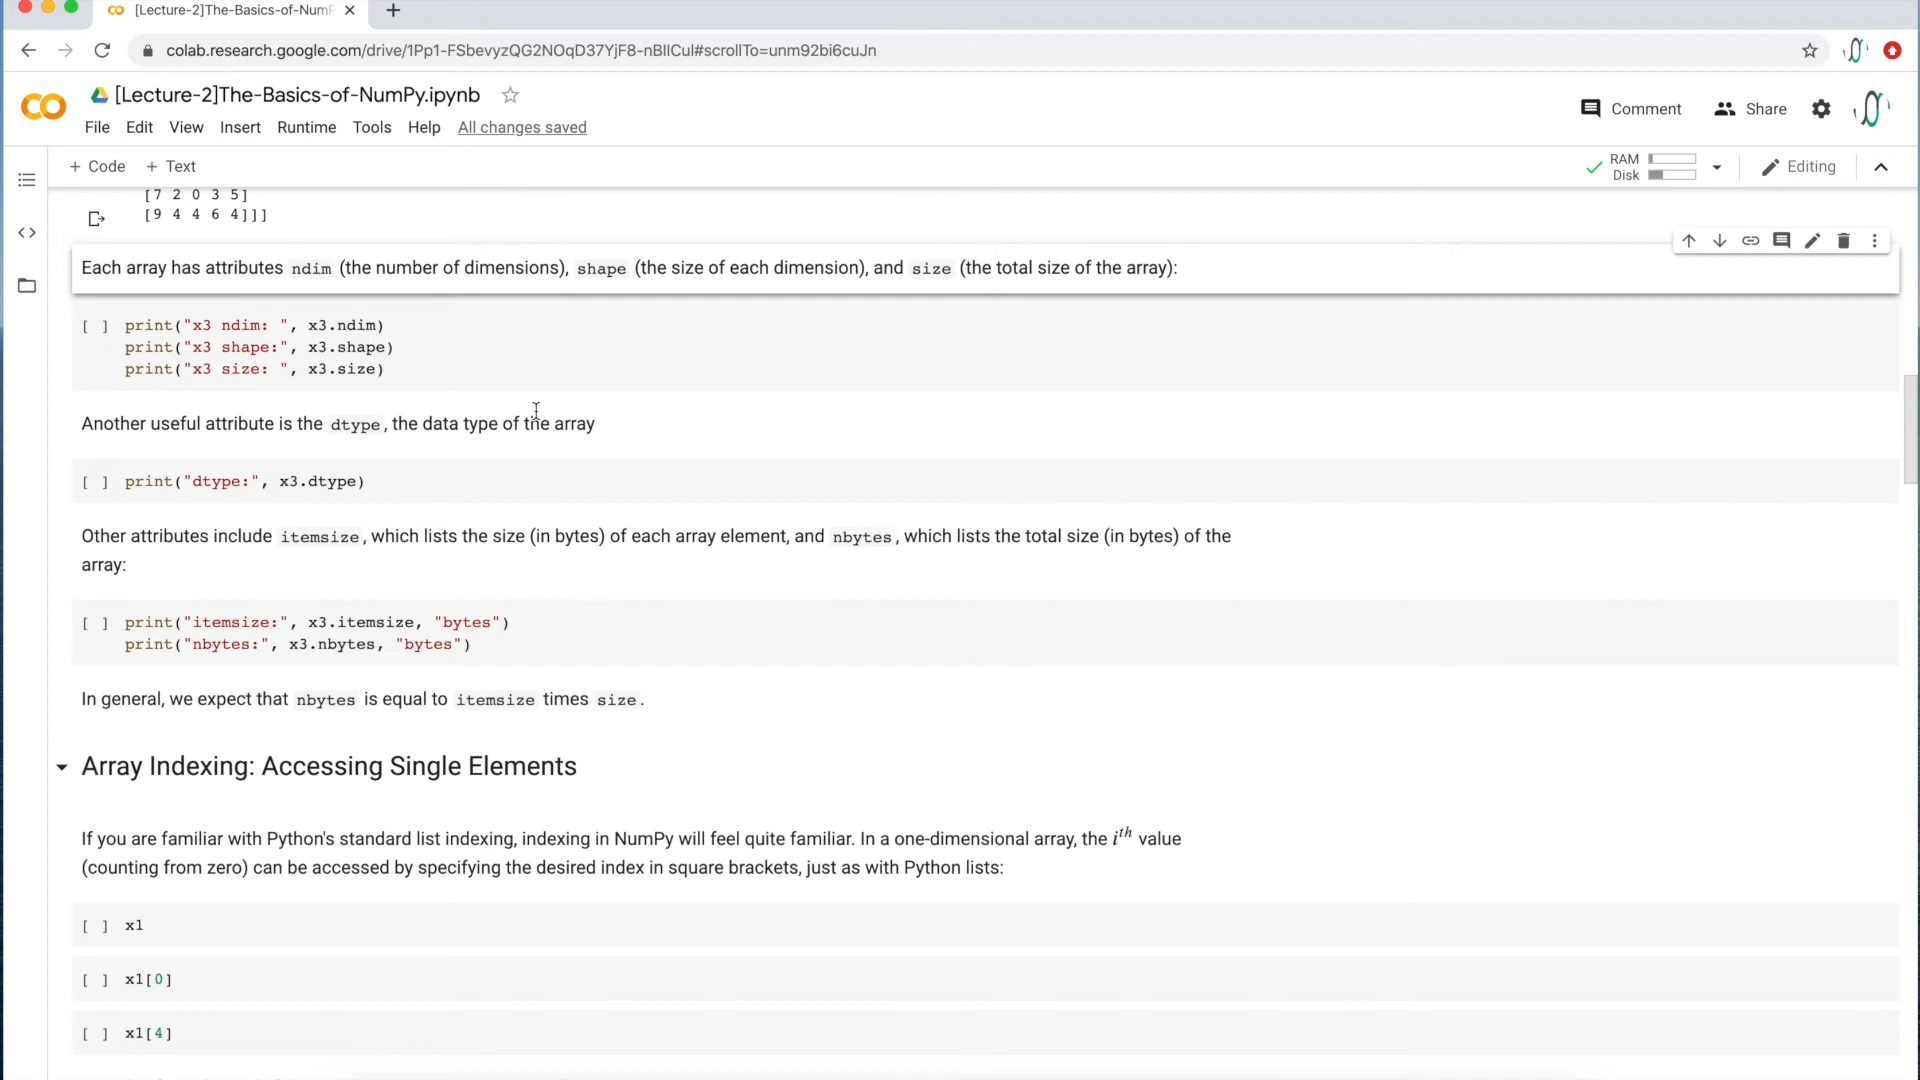 [Lecture-2]The-Basics-of-NumP
colab.research.google.com/drive/1Pp1-FSbevyzQG2NOqD37YjF8-nBIlCul#scrollTo=unm92bi6cuJn
[Lecture-2]The-Basics-of-NumPy.ipynb
Comment Share
File Edit View Insert Runtime Tools Help All changes saved
+ Code + Text RAM Disk Editing
[7 2 0 3 5]
[9 4 4 6 4]]]
Each array has attributes ndim (the number of dimensions), shape (the size of each dimension), and size (the total size of the array):
[ ] print("x3 ndim: ", x3.ndim)
print("x3 shape:", x3.shape)
print("x3 size: ", x3.size)
Another useful attribute is the dtype, the data type of the array
[ ] print("dtype:", x3.dtype)
Other attributes include itemsize, which lists the size (in bytes) of each array element, and nbytes, which lists the total size (in bytes) of the
array:
[ ] print("itemsize:", x3.itemsize, "bytes")
print("nbytes:", x3.nbytes, "bytes")
In general, we expect that nbytes is equal to itemsize times size.
Array Indexing: Accessing Single Elements
If you are familiar with Python's standard list indexing, indexing in NumPy will feel quite familiar. In a one-dimensional array, the i^th value
(counting from zero) can be accessed by specifying the desired index in square brackets, just as with Python lists:
[ ] x1
[ ] x1[0]
[ ] x1[4]